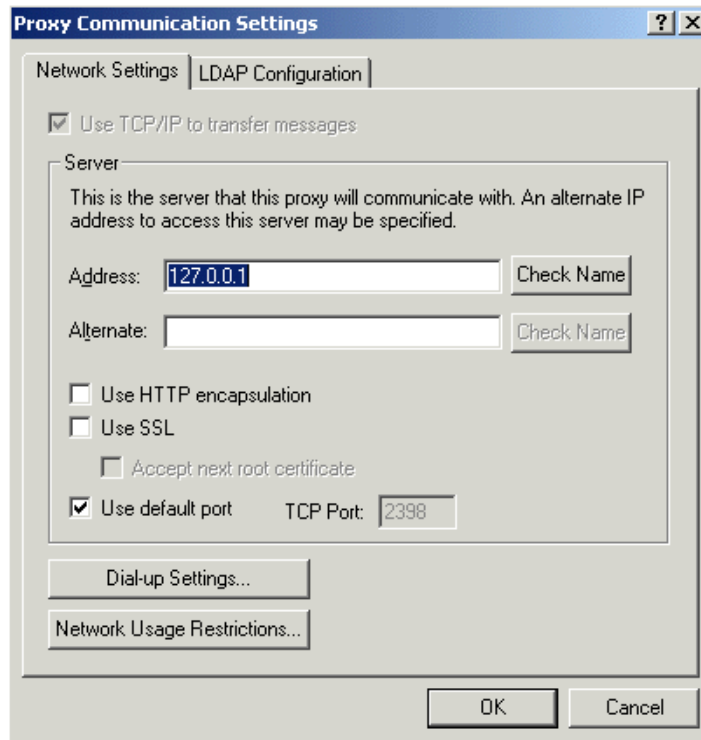 Proxy Communication Settings
Network Settings
LDAP Configuration
Use TCP/IP to transfer messages
Server
This is the server that this proxy will communicate with. An alternate IP
address to access this server may be specified.
Address: 127.0.0.1 Check Name
Alternate: Check Name
Use HTTP encapsulation
Use SSL
Accept next root certificate
Use default port TCP Port: 2398
Dial-up Settings...
Network Usage Restrictions...
OK Cancel